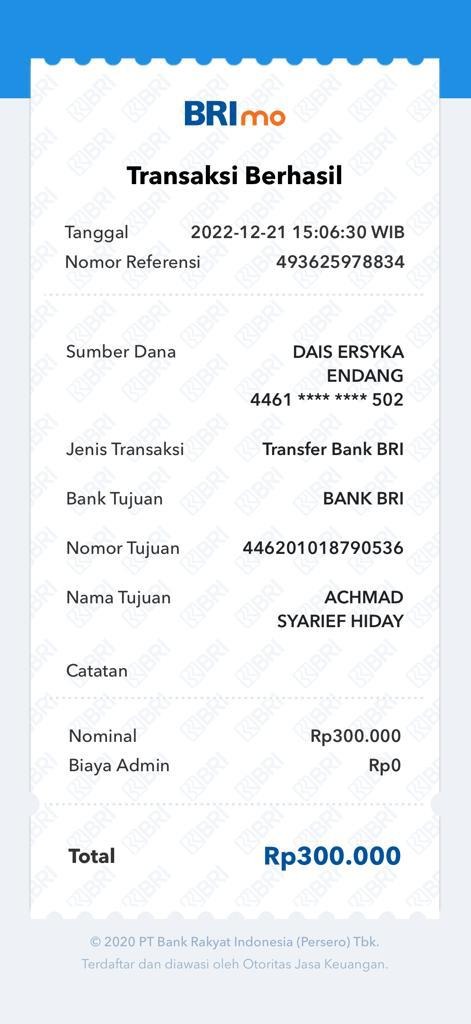 BRImo
Transaksi Berhasil
Tanggal 2022-12-21 15:06:30 WIB
Nomor Referensi 493625978834
Sumber Dana DAIS ERSYKA
ENDANG
4461 **** **** 502
Jenis Transaksi Transfer Bank BRI
Bank Tujuan BANK BRI
Nomor Tujuan 446201018790536
Nama Tujuan ACHMAD
SYARIEF HIDAY
Catatan
Nominal Rp300.000
Biaya Admin Rp0
Total Rp300.000
© 2020 PT Bank Rakyat Indonesia (Persero) Tbk.
Terdaftar dan diawasi oleh Otoritas Jasa Keuangan.